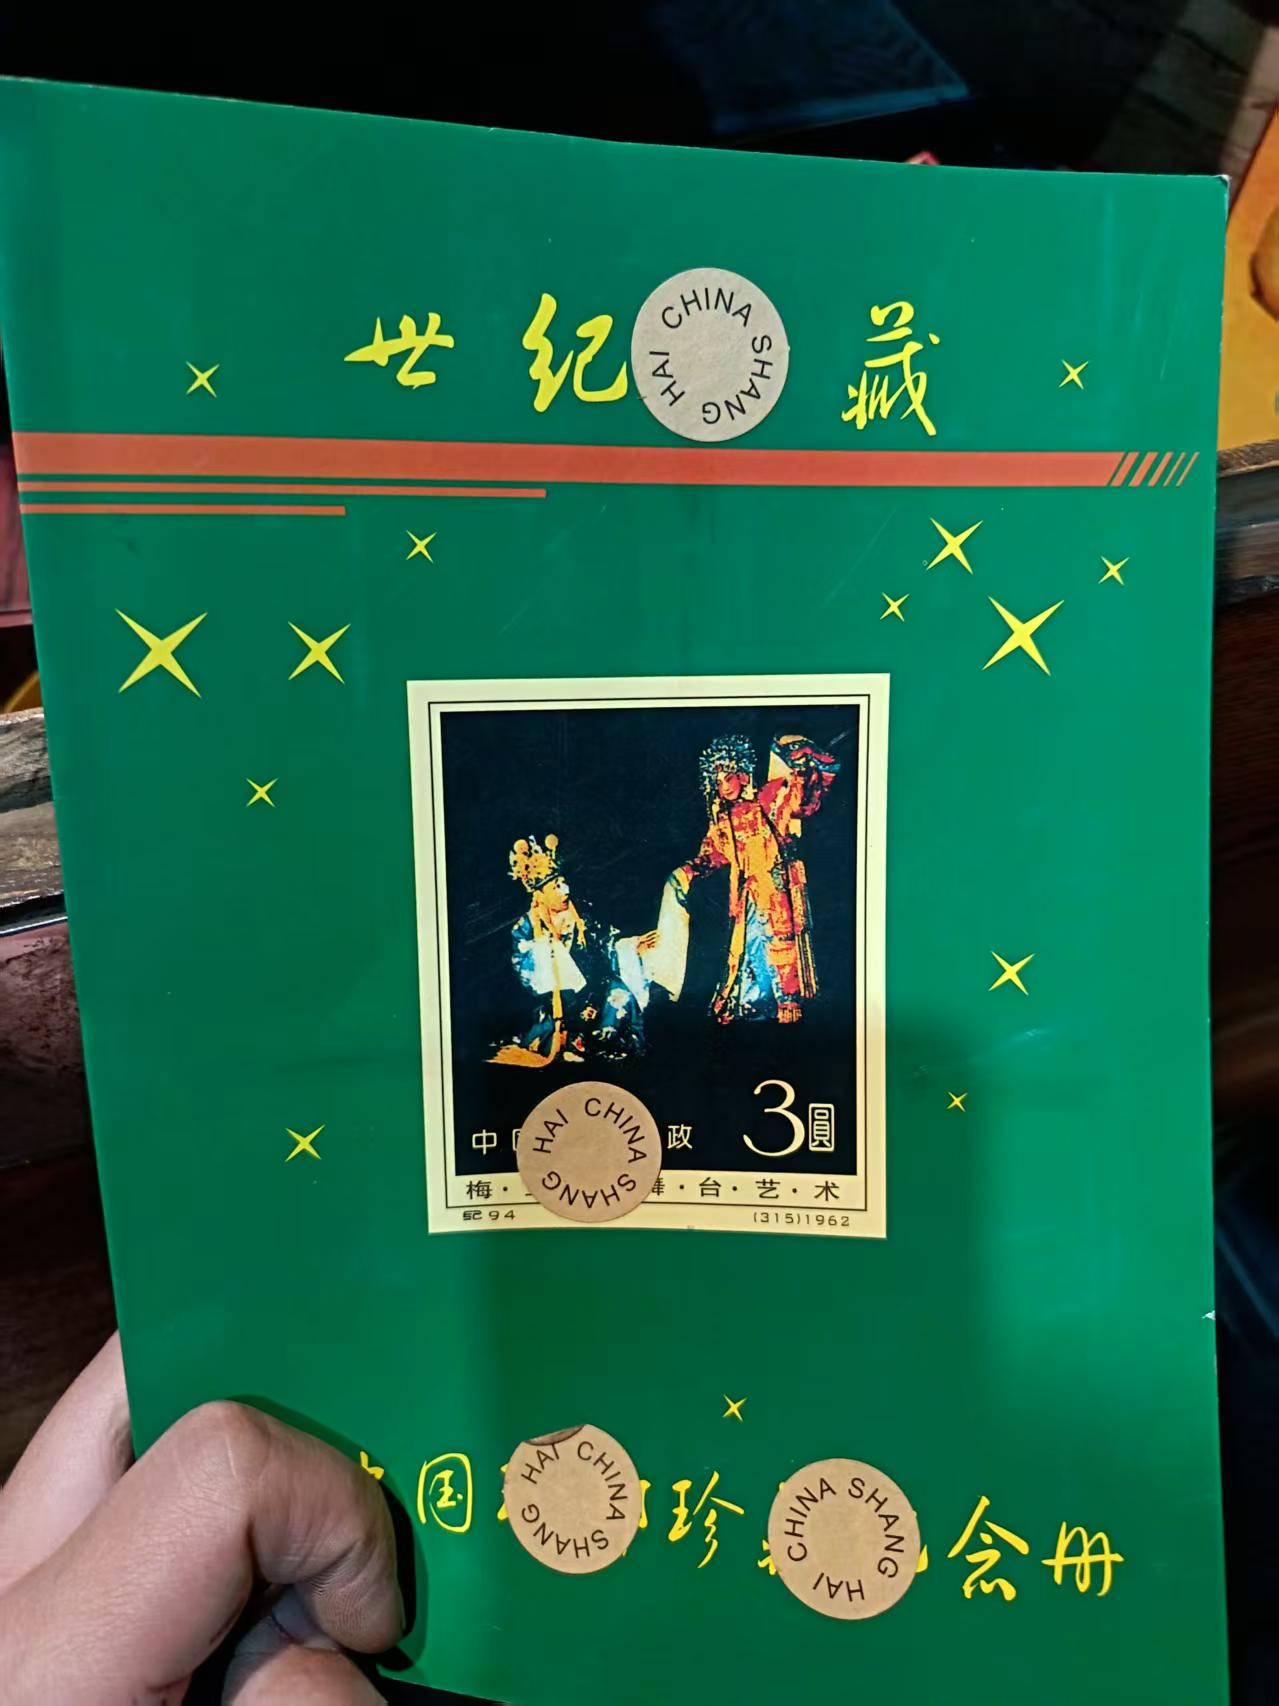 世纪 藏
CHINA SHANG HAI
3圓
中 政
CHINA SHANG HAI
梅· 舞·台·艺·术
纪94 (315)1962
国 珍 念册
CHINA SHANG HAI
CHINA SHANG HAI